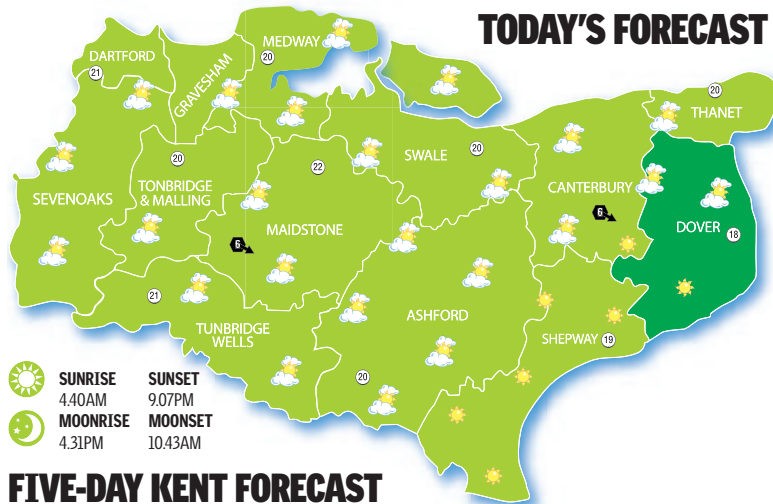 TODAY'S FORECAST
DARTFORD
21
GRAVESHAM
MEDWAY
20
20
THANET
20
TONBRIDGE
& MALLING
22
SWALE
20
SEVENOAKS
CANTERBURY
6
MAIDSTONE
6
DOVER
18
21
TUNBRIDGE
WELLS
ASHFORD
20
SHEPWAY
19
SUNRISE SUNSET
4.40AM 9.07PM
MOONRISE MOONSET
4.31PM 10.43AM
FIVE-DAY KENT FORECAST